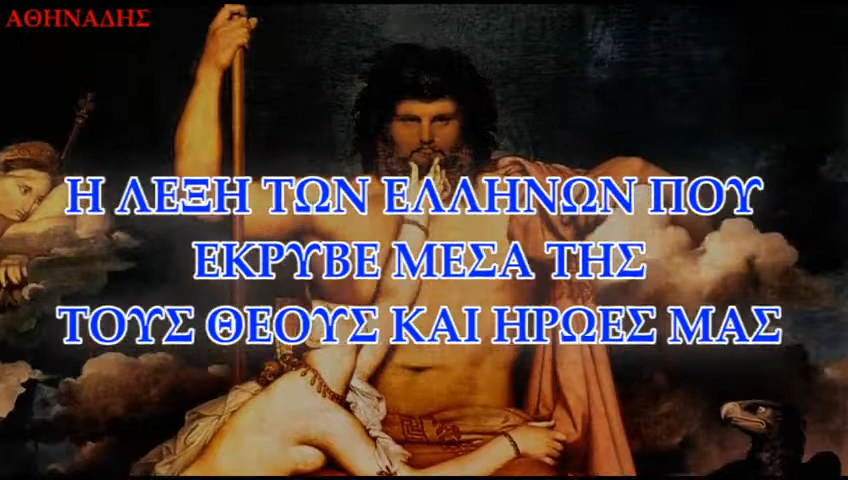 ΑΘΗΝΑΔΗΣ
Η ΛΕΞΗ ΤΩΝ ΕΛΛΗΝΩΝ ΠΟΥ
ΕΚΡΥΒΕ ΜΕΣΑ ΤΗΣ
ΤΟΥΣ ΘΕΟΥΣ ΚΑΙ ΗΡΩΕΣ ΜΑΣ